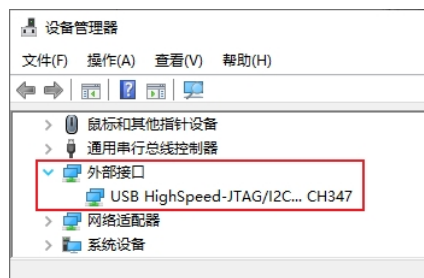 设备管理器
文件(F) 操作(A) 查看(V) 帮助(H)
鼠标和其他指针设备
通用串行总线控制器
外部接口
USB HighSpeed-JTAG/I2C... CH347
网络适配器
系统设备